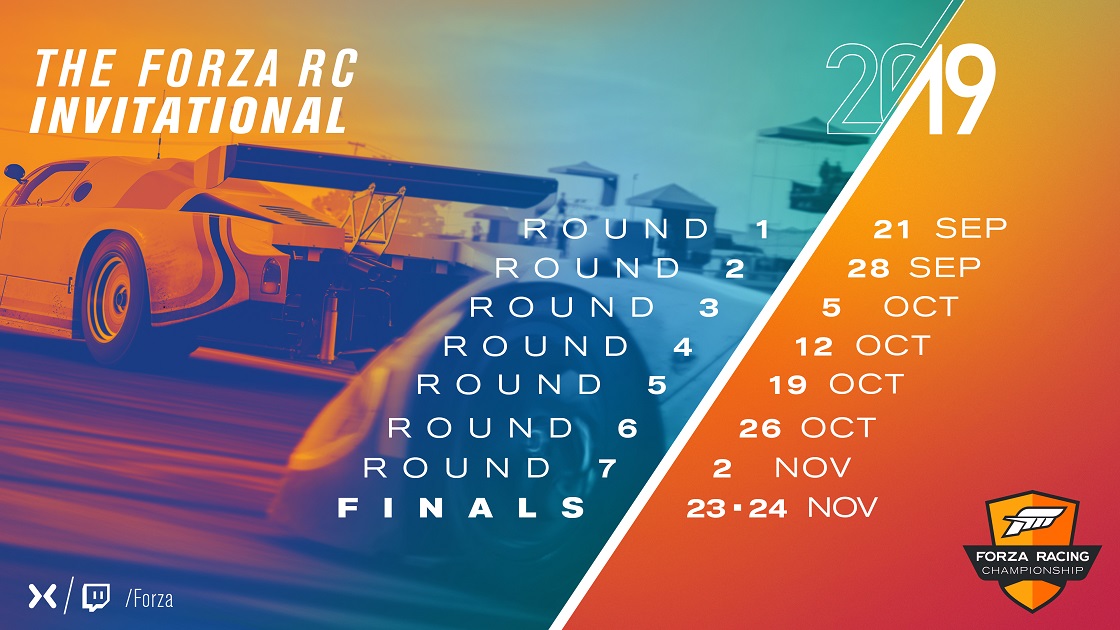 THE FORZA RC
INVITATIONAL
2019
ROUND 1 21 SEP
ROUND 2 28 SEP
ROUND 3 5 OCT
ROUND 4 12 OCT
ROUND 5 19 OCT
ROUND 6 26 OCT
ROUND 7 2 NOV
FINALS 23·24 NOV
/Forza
FORZA RACING
CHAMPIONSHIP